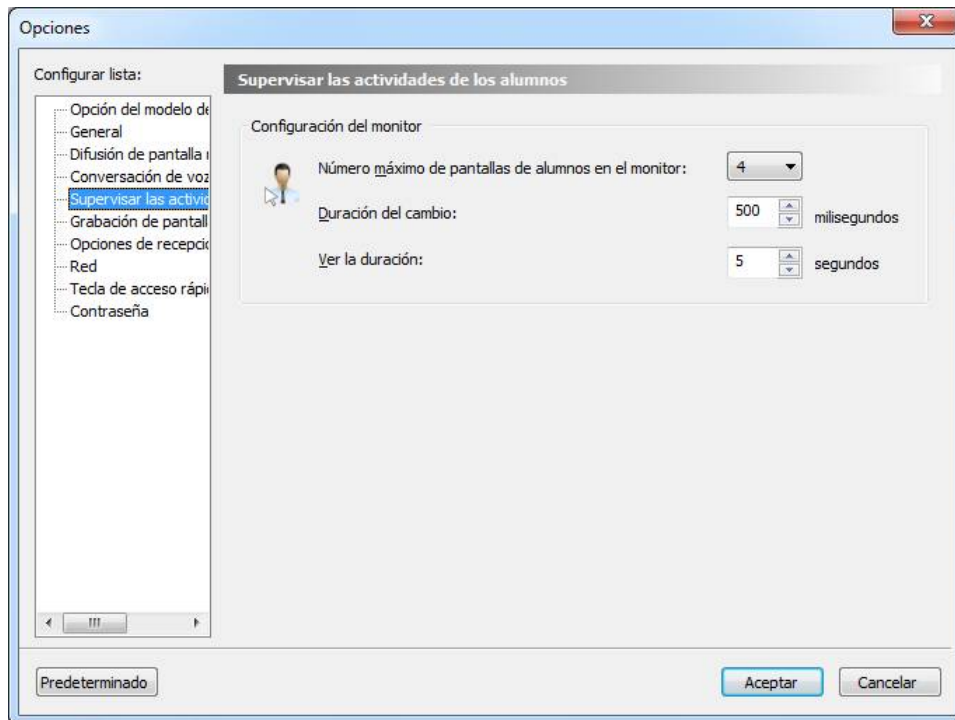 Opciones
Configurar lista:
Opción del modelo de
General
Difusión de pantalla
Conversación de voz
Supervisar las activid
Grabación de pantall
Opciones de recepció
Red
Tecla de acceso rápi
Contraseña
Supervisar las actividades de los alumnos
Configuración del monitor
Número máximo de pantallas de alumnos en el monitor: 4
Duración del cambio: 500 milisegundos
Ver la duración: 5 segundos
Predeterminado
Aceptar
Cancelar